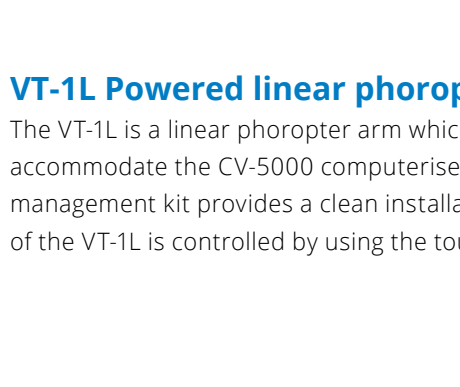 VT-1L Powered linear phorop
The VT-1L is a linear phoropter arm whic
accommodate the CV-5000 computerise
management kit provides a clean installa
of the VT-1L is controlled by using the tou